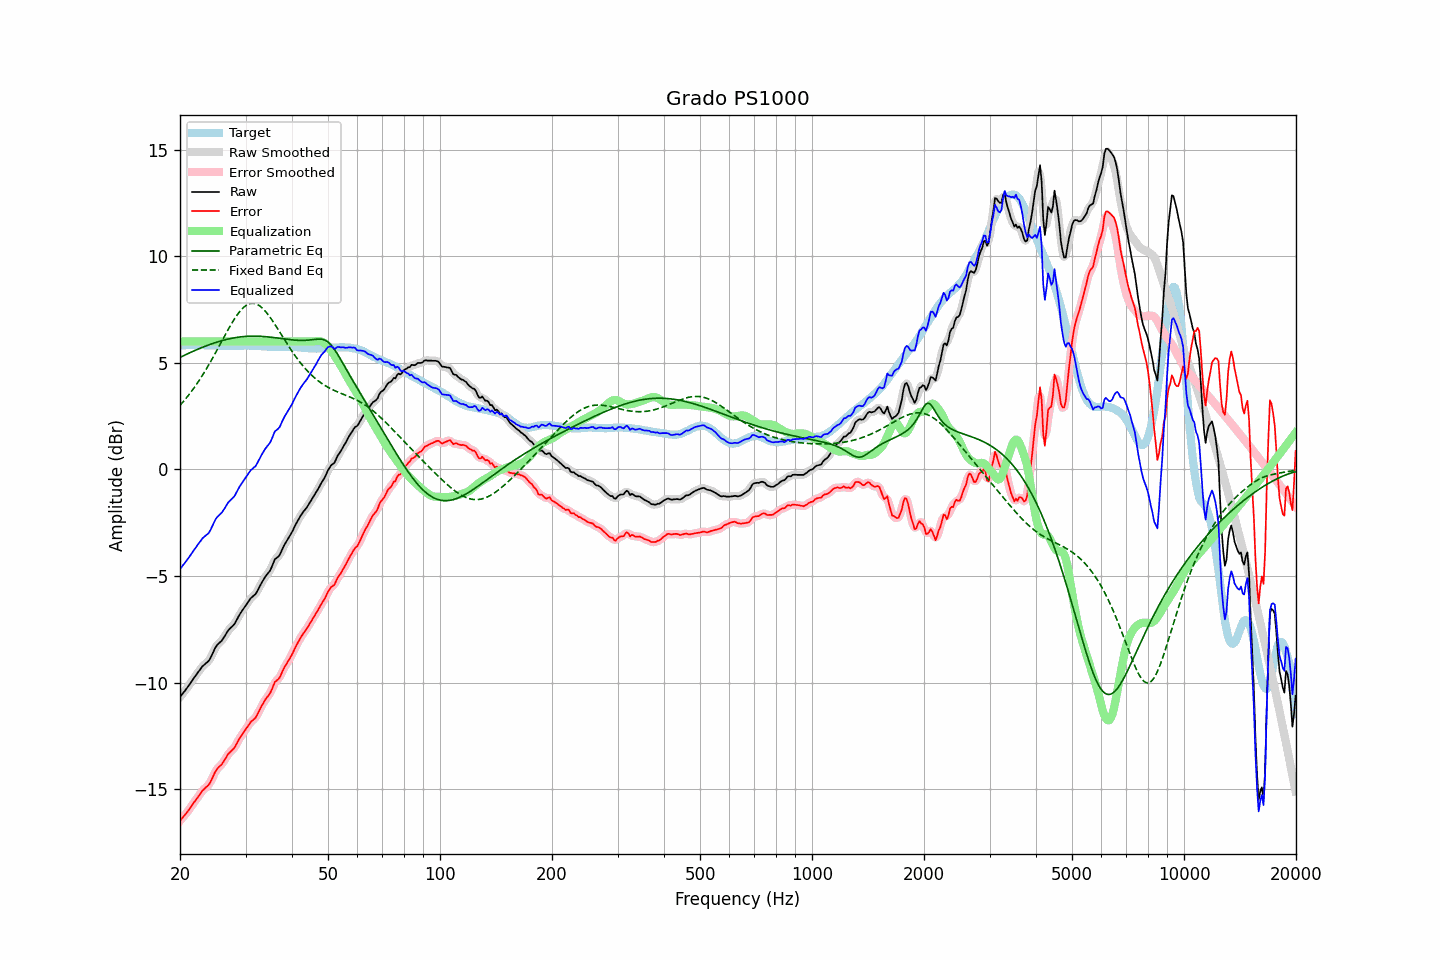 Grado PS1000
Target
Raw Smoothed
Error Smoothed
Raw
Error
Equalization
Parametric Eq
Fixed Band Eq
Equalized
15
10
5
0
−5
−10
−15
Amplitude (dBr)
20
50
100
200
500
1000
2000
5000
10000
20000
Frequency (Hz)